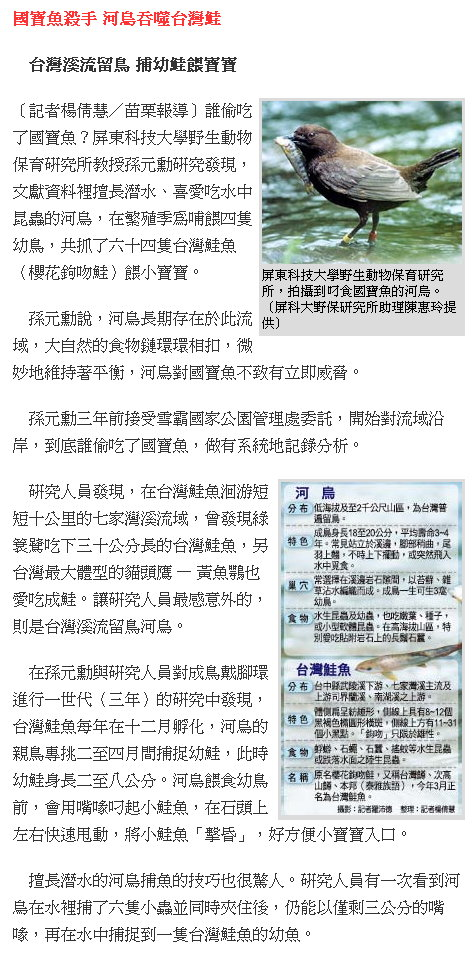 國寶魚殺手 河烏吞噬台灣鮭
台灣溪流留鳥 捕幼鮭餵寶寶
〔記者楊倩慧／苗栗報導〕誰偷吃
了國寶魚？屏東科技大學野生動物
保育研究所教授孫元勳研究發現，
文獻資料裡擅長潛水、喜愛吃水中
昆蟲的河烏，在繁殖季為哺餵四隻
幼鳥，共抓了六十四隻台灣鮭魚
（櫻花鉤吻鮭）餵小寶寶。
屏東科技大學野生動物保育研究
所，拍攝到叼食國寶魚的河烏。
〔屏科大野保研究所助理陳惠玲提
供〕
孫元勳說，河烏長期存在於此流
域，大自然的食物鏈環環相扣，微
妙地維持著平衡，河烏對國寶魚不致有立即威脅。
孫元勳三年前接受雪霸國家公園管理處委託，開始對流域沿
岸，到底誰偷吃了國寶魚，做有系統地記錄分析。
研究人員發現，在台灣鮭魚洄游短
短十公里的七家灣溪流域，曾發現綠
簑鷺吃下三十公分長的台灣鮭魚，另
台灣最大體型的貓頭鷹 — 黃魚鴞也
愛吃成鮭。讓研究人員最感意外的，
則是台灣溪流留鳥河烏。
在孫元勳與研究人員對成鳥戴腳環
進行一世代（三年）的研究中發現，
台灣鮭魚每年在十二月孵化，河烏的
親鳥專挑二至四月間捕捉幼鮭，此時
幼鮭身長二至八公分。河烏餵食幼鳥
前，會用嘴喙叼起小鮭魚，在石頭上
左右快速甩動，將小鮭魚「擊昏」，好方便小寶寶入口。
擅長潛水的河烏捕魚的技巧也很驚人。研究人員有一次看到河
烏在水裡捕了六隻小蟲並同時夾住後，仍能以僅剩三公分的嘴
喙，再在水中捕捉到一隻台灣鮭魚的幼魚。
河 烏
分布 低海拔及至2千公尺山區，為台灣普
遍留鳥。
特色 成鳥身長18至20公分，平均壽命3~4
年。常見站立於溪邊，腳部稍曲，尾
羽上翹，不時上下擺動，或突然飛入
水中覓食。
巢穴 常選擇在溪邊岩石隙間，以苔蘚、雜
草沾水編織而成。成鳥一生可生3窩
幼鳥。
食物 水生昆蟲及幼蟲，也吃嫩葉、種子，
或小型軟體昆蟲。在高海拔山區，特
別愛吃貼附岩石上的長鬚石蠶。
台灣鮭魚
分布 台中縣武陵溪下游、七家灣溪主流及
上游司界蘭溪、南湖溪之上游。
特色 體側扁呈紡綞形，側線上具有8~12個
黑褐色橢圓形橫斑，側線上方有11~31
個小黑點。「鉤吻」只限於雄性。
食物 蜉蝣、石蠅、石蠶、搖蚊等水生昆蟲
或跌落水面之陸生昆蟲。
名稱 原名櫻花鉤吻鮭，又稱台灣鱒、次高
山鱒、本邦（泰雅族語），今年3月正
名為台灣鮭魚。
攝影：記者羅沛德 整理：記者楊倩慧